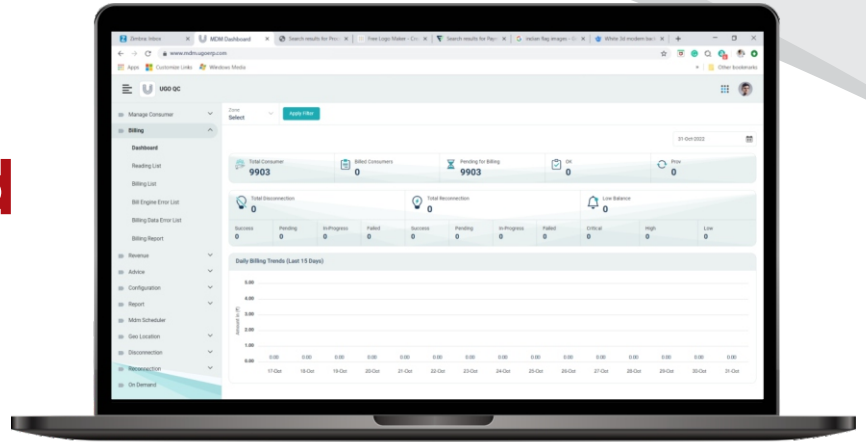 Zimbra: Inbox
MDM Dashboard
Search results for
Free Logo Maker - Cre
Search results for
indian flag images -
White 3d modern bac
www.mdm.ugoerp.com
Apps Customize Links Windows Media
Other bookmarks
UGO QC
Zone
Select
Apply Filter
Manage Consumer
Billing
Dashboard
Reading List
Billing List
Bill Engine Error List
Billing Data Error List
Billing Report
Revenue
Advice
Configuration
Report
Mdm Scheduler
Geo Location
Disconnection
Reconnection
On Demand
31-Oct-2022
Total Consumer
9903
Billed Consumers
0
Pending for Billing
9903
0
Prov
0
Total Disconnection
0
Total Reconnection
0
Low Balance
0
Success Pending In-Progress Failed Success Pending In-Progress Failed Critical High Low
0 0 0 0 0 0 0 0 0 0 0
Daily Billing Trends (Last 15 Days)
Amount in (₹)
5.00
4.00
3.00
2.00
1.00
0.00
0.00 0.00 0.00 0.00 0.00 0.00 0.00 0.00 0.00 0.00 0.00 0.00 0.00 0.00 0.00
17-Oct 18-Oct 19-Oct 20-Oct 21-Oct 22-Oct 23-Oct 24-Oct 25-Oct 26-Oct 27-Oct 28-Oct 29-Oct 30-Oct 31-Oct